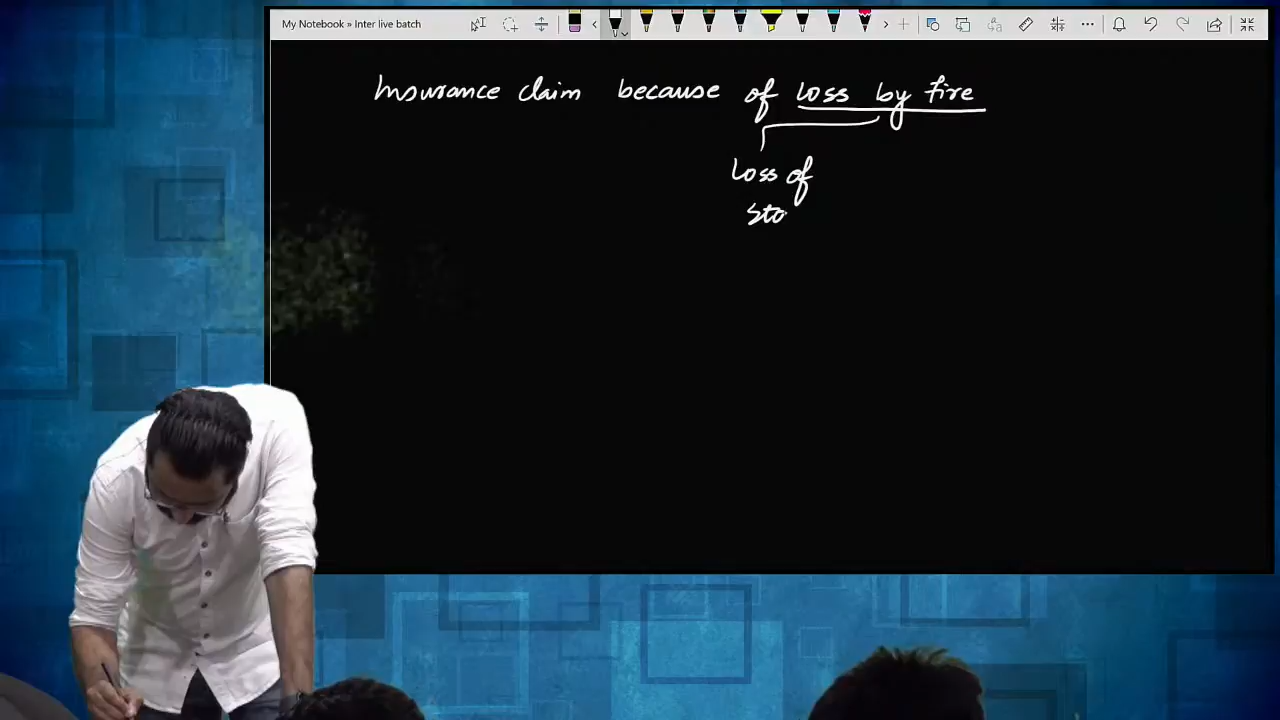 My Notebook » Inter live batch
Insurance claim because of loss by fire
Loss of
Sto